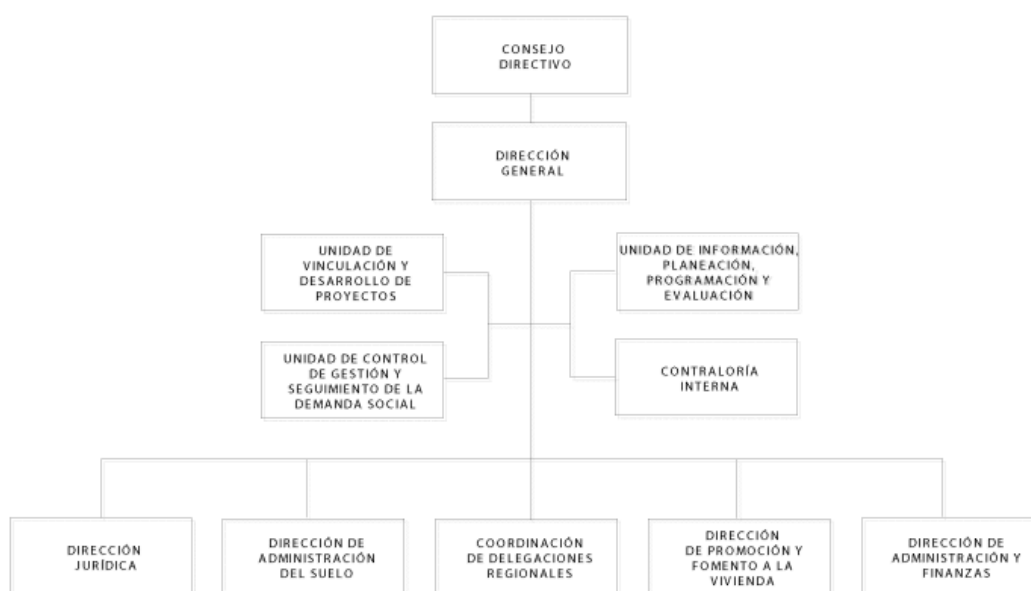 CONSEJO
DIRECTIVO
DIRECCIÓN
GENERAL
UNIDAD DE
VINCULACIÓN Y
DESARROLLO DE
PROYECTOS
UNIDAD DE INFORMACIÓN,
PLANEACIÓN,
PROGRAMACIÓN Y
EVALUACIÓN
UNIDAD DE CONTROL
DE GESTIÓN Y
SEGUIMIENTO DE LA
DEMANDA SOCIAL
CONTRALORÍA
INTERNA
DIRECCIÓN
JURÍDICA
DIRECCIÓN DE
ADMINISTRACIÓN
DEL SUELO
COORDINACIÓN
DE DELEGACIONES
REGIONALES
DIRECCIÓN
DE PROMOCIÓN Y
FOMENTO A LA
VIVIENDA
DIRECCIÓN DE
ADMINISTRACIÓN Y
FINANZAS